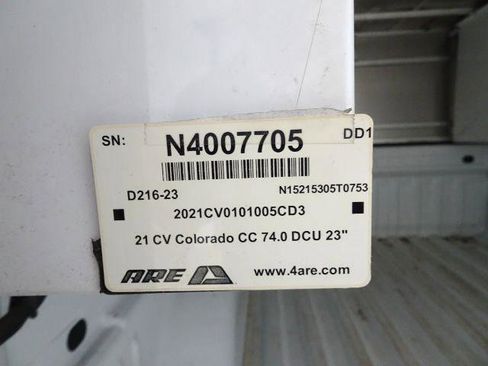 SN: N4007705 DD1
D216-23 N15215305T0753
2021CV0101005CD3
21 CV Colorado CC 74.0 DCU 23"
ARE www.4are.com